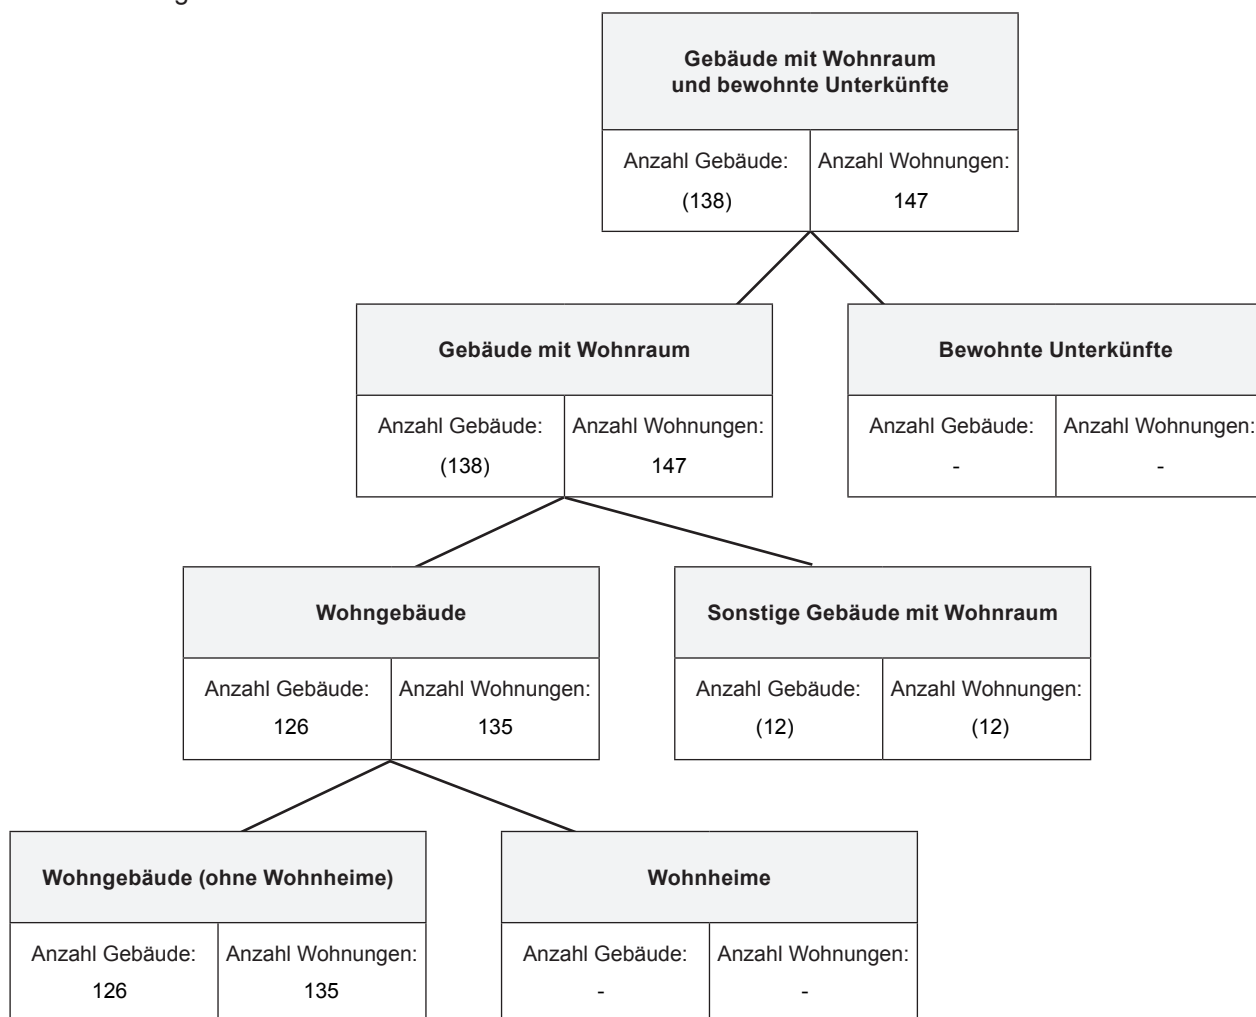 Gebäude mit Wohnraum
und bewohnte Unterkünfte
Anzahl Gebäude:
(138)
Anzahl Wohnungen:
147
Gebäude mit Wohnraum
Anzahl Gebäude:
(138)
Anzahl Wohnungen:
147
Bewohnte Unterkünfte
Anzahl Gebäude:
-
Anzahl Wohnungen:
-
Wohngebäude
Anzahl Gebäude:
126
Anzahl Wohnungen:
135
Sonstige Gebäude mit Wohnraum
Anzahl Gebäude:
(12)
Anzahl Wohnungen:
(12)
Wohngebäude (ohne Wohnheime)
Anzahl Gebäude:
126
Anzahl Wohnungen:
135
Wohnheime
Anzahl Gebäude:
-
Anzahl Wohnungen:
-